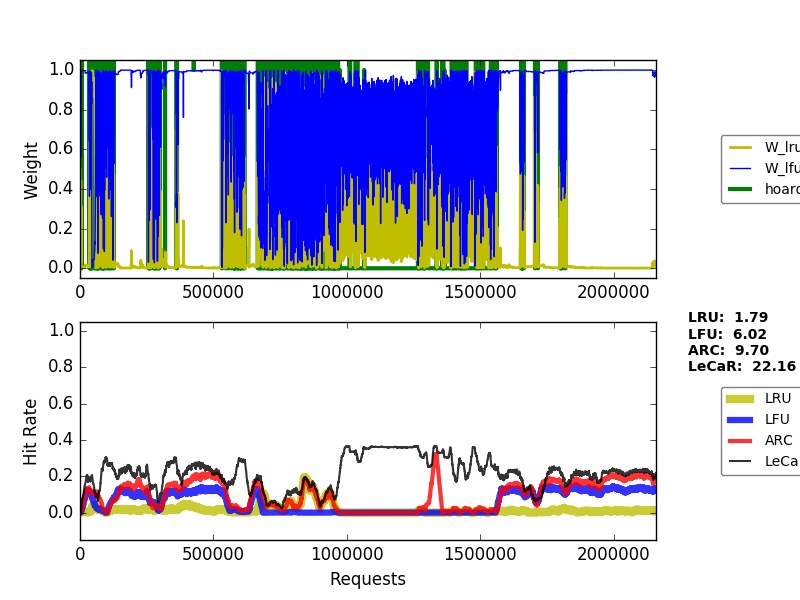 1.0
0.8
0.6
0.4
0.2
0.0
Weight
0 500000 1000000 1500000 2000000
W_lru
W_lfu
hoard
LRU: 1.79
LFU: 6.02
ARC: 9.70
LeCaR: 22.16
1.0
0.8
0.6
0.4
0.2
0.0
Hit Rate
0 500000 1000000 1500000 2000000
Requests
LRU
LFU
ARC
LeCa